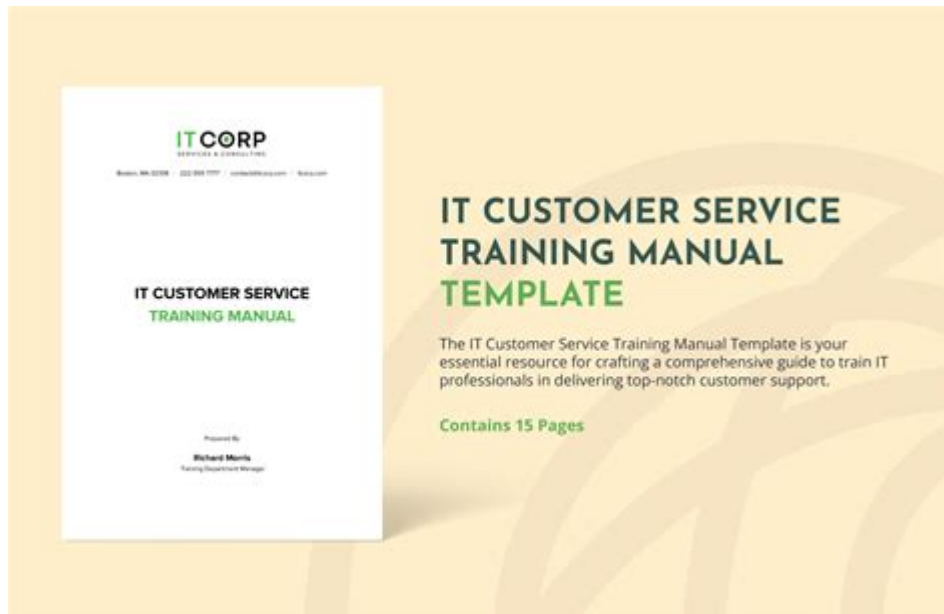 IT CORP
SERVICES & CONSULTING
IT CUSTOMER SERVICE
TRAINING MANUAL
Prepared By
Richard Morris
Training Department Manager
IT CUSTOMER SERVICE
TRAINING MANUAL
TEMPLATE
The IT Customer Service Training Manual Template is your
essential resource for crafting a comprehensive guide to train IT
professionals in delivering top-notch customer support.
Contains 15 Pages